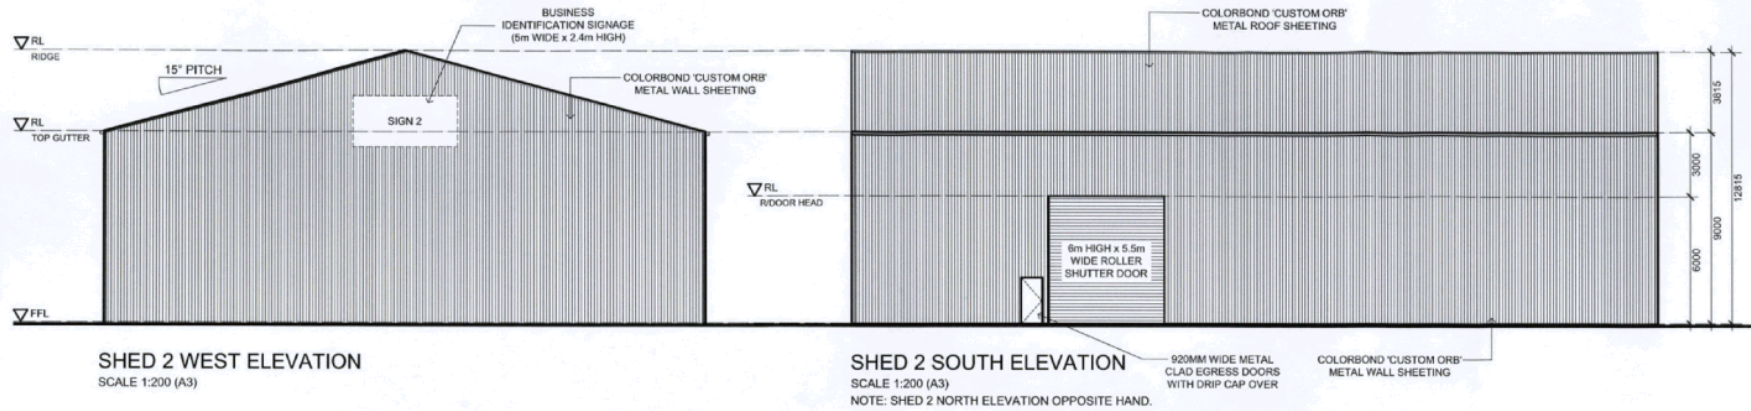 BUSINESS
IDENTIFICATION SIGNAGE
(5m WIDE x 2.4m HIGH)
RL
RIDGE
15° PITCH
COLORBOND 'CUSTOM ORB'
METAL WALL SHEETING
SIGN 2
RL
TOP GUTTER
FFL
SHED 2 WEST ELEVATION
SCALE 1:200 (A3)
COLORBOND 'CUSTOM ORB'
METAL ROOF SHEETING
RL
R/DOOR HEAD
6m HIGH x 5.5m
WIDE ROLLER
SHUTTER DOOR
3815
3000
12815
9000
6000
SHED 2 SOUTH ELEVATION
SCALE 1:200 (A3)
NOTE: SHED 2 NORTH ELEVATION OPPOSITE HAND.
920MM WIDE METAL
CLAD EGRESS DOORS
WITH DRIP CAP OVER
COLORBOND 'CUSTOM ORB'
METAL WALL SHEETING